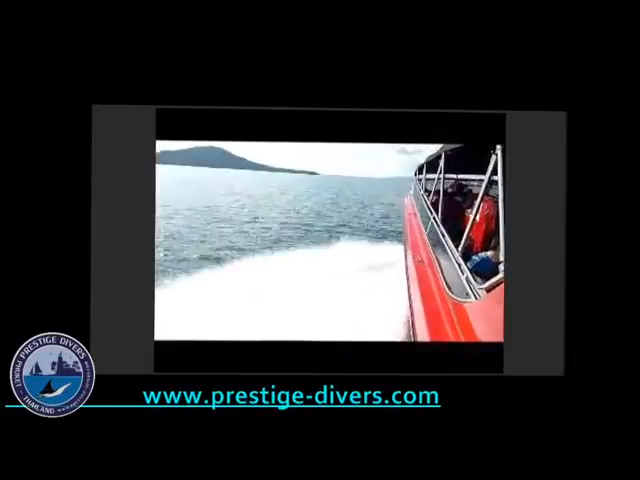 PRESTIGE DIVERS
PHUKET - THAILAND
www.prestige-divers.com